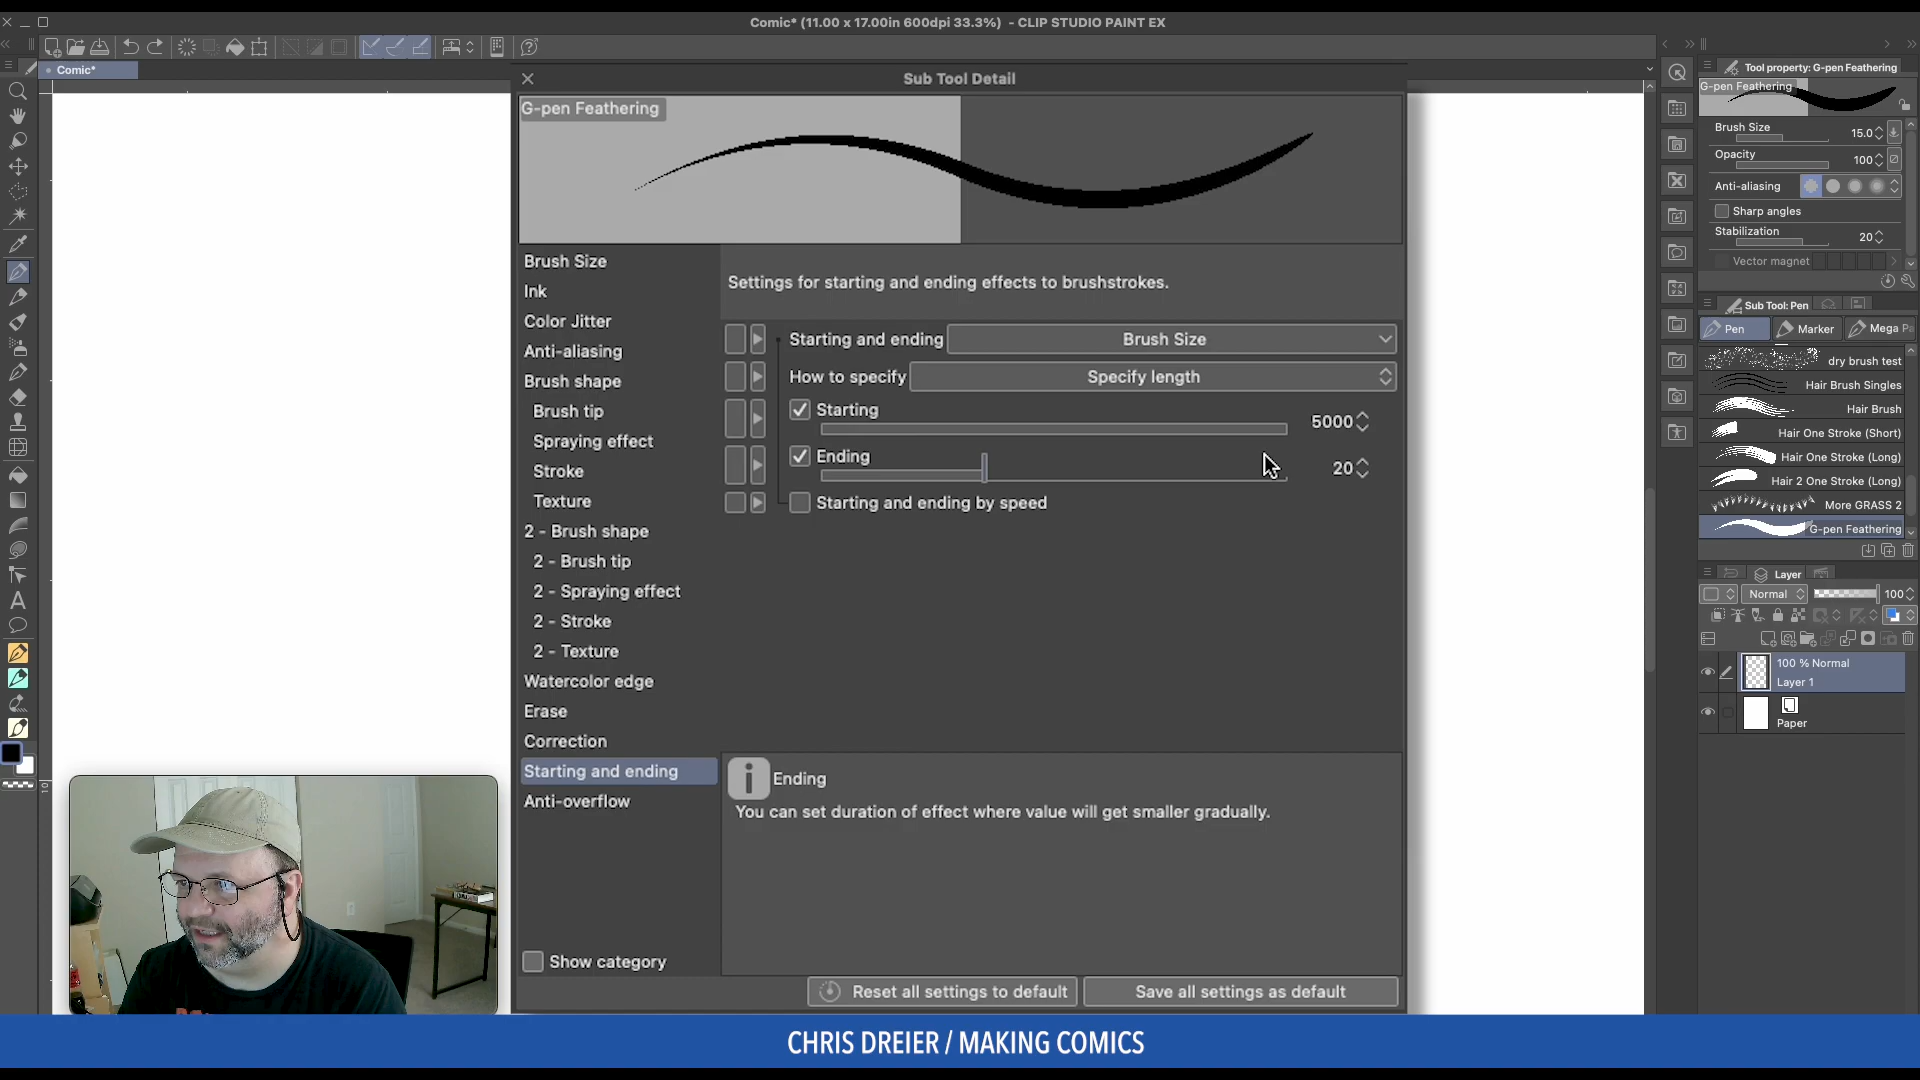 Comic* (11.00 x 17.00in 600dpi 33.3%) - CLIP STUDIO PAINT EX
Comic*
Sub Tool Detail
G-pen Feathering
Brush Size
Ink
Color Jitter
Anti-aliasing
Brush shape
Brush tip
Spraying effect
Stroke
Texture
2 - Brush shape
2 - Brush tip
2 - Spraying effect
2 - Stroke
2 - Texture
Watercolor edge
Erase
Correction
Starting and ending
Anti-overflow
Show category
Settings for starting and ending effects to brushstrokes.
Starting and ending Brush Size
How to specify Specify length
Starting 5000
Ending 20
Starting and ending by speed
Ending
You can set duration of effect where value will get smaller gradually.
Reset all settings to default
Save all settings as default
Tool property: G-pen Feathering
G-pen Feathering
Brush Size 15.0
Opacity 100
Anti-aliasing
Sharp angles
Stabilization 20
Vector magnet
Sub Tool: Pen
Pen Marker Mega
dry brush test
Hair Brush Singles
Hair Brush
Hair One Stroke (Short)
Hair One Stroke (Long)
Hair 2 One Stroke (Long)
More GRASS 2
G-pen Feathering
Layer
Normal 100
100 % Normal
Layer 1
Paper
CHRIS DREIER / MAKING COMICS